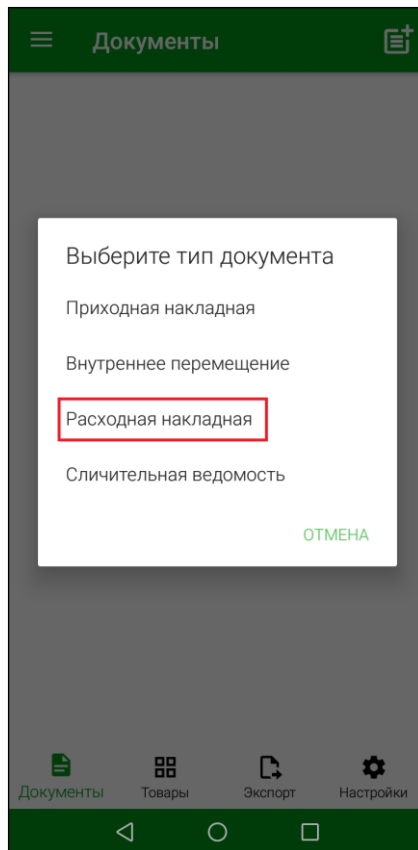 Документы
Выберите тип документа
Приходная накладная
Внутреннее перемещение
Расходная накладная
Сличительная ведомость
ОТМЕНА
Документы Товары Экспорт Настройки